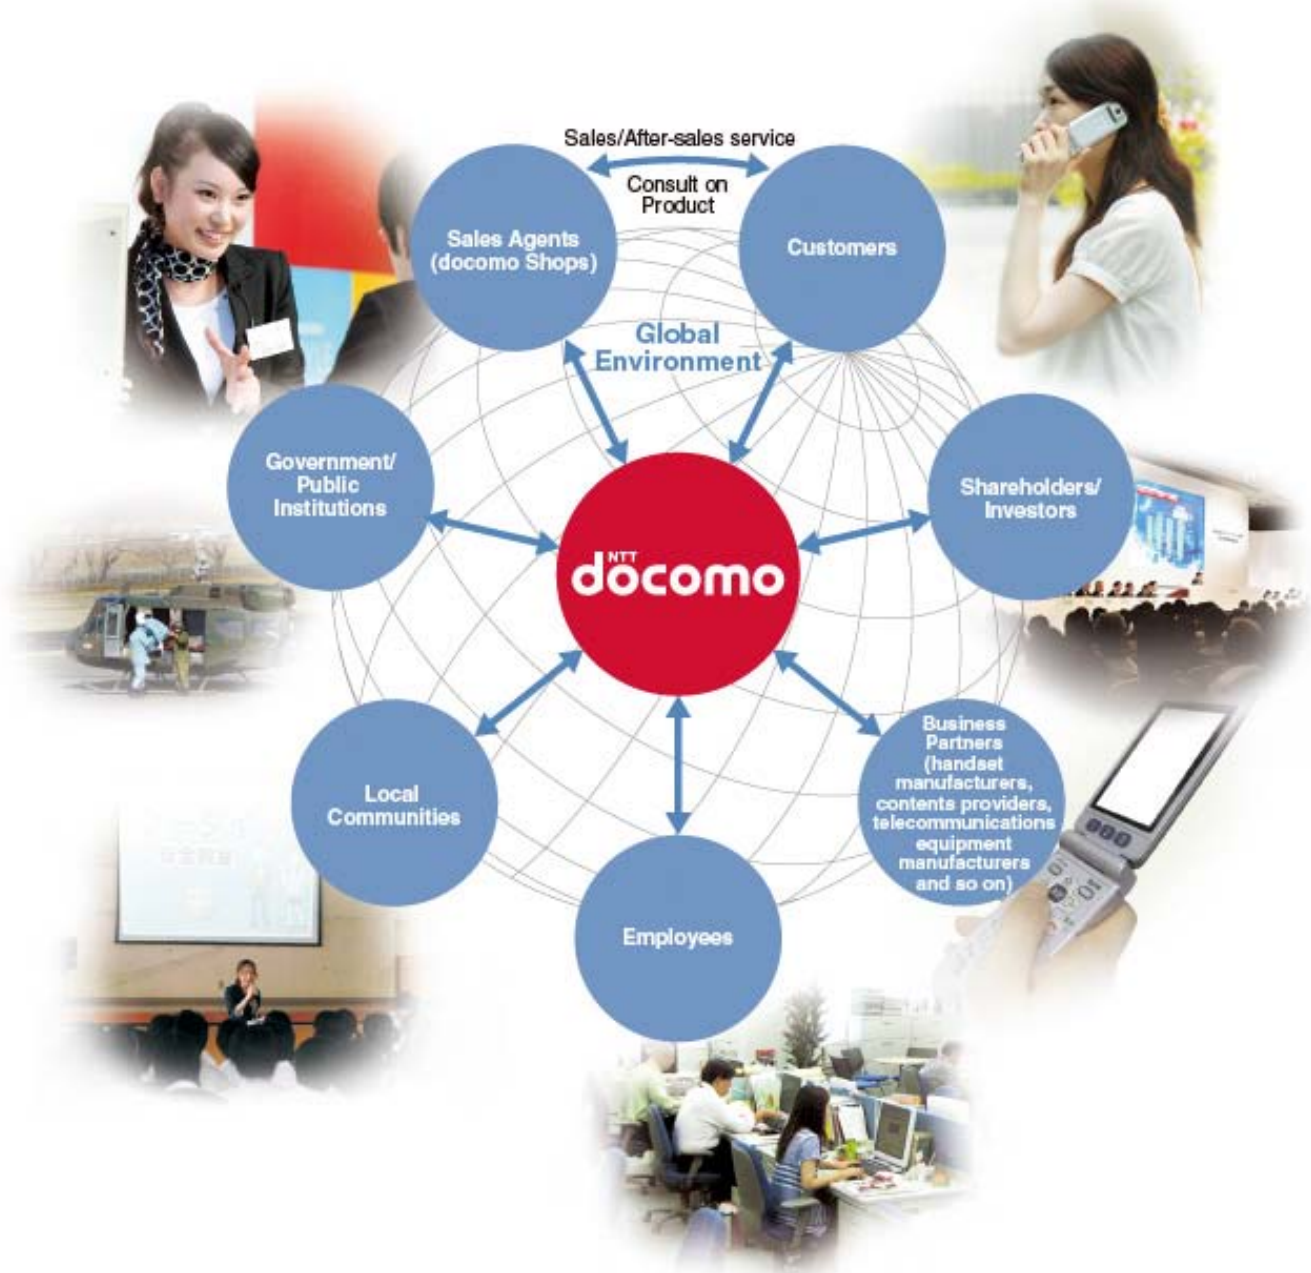 Sales/After-sales service
Consult on
Product
Sales Agents
(docomo Shops)
Customers
Global
Environment
Government/
Public
Institutions
Shareholders/
Investors
NTT
docomo
Local
Communities
Business
Partners
(handset
manufacturers,
contents providers,
telecommunications
equipment
manufacturers
and so on)
Employees